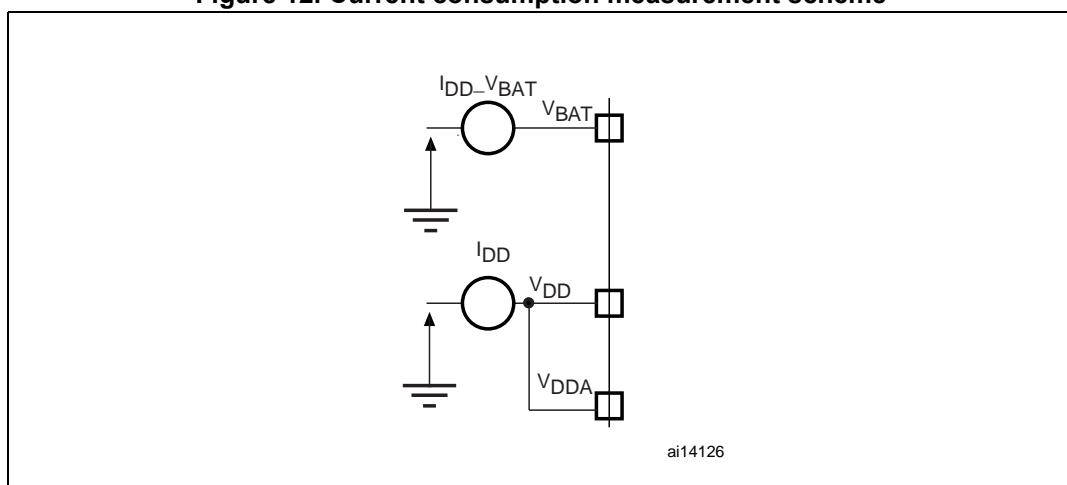 Figure 12. Current consumption measurement scheme
IDD_VBAT
VBAT
IDD
VDD
VDDA
ai14126